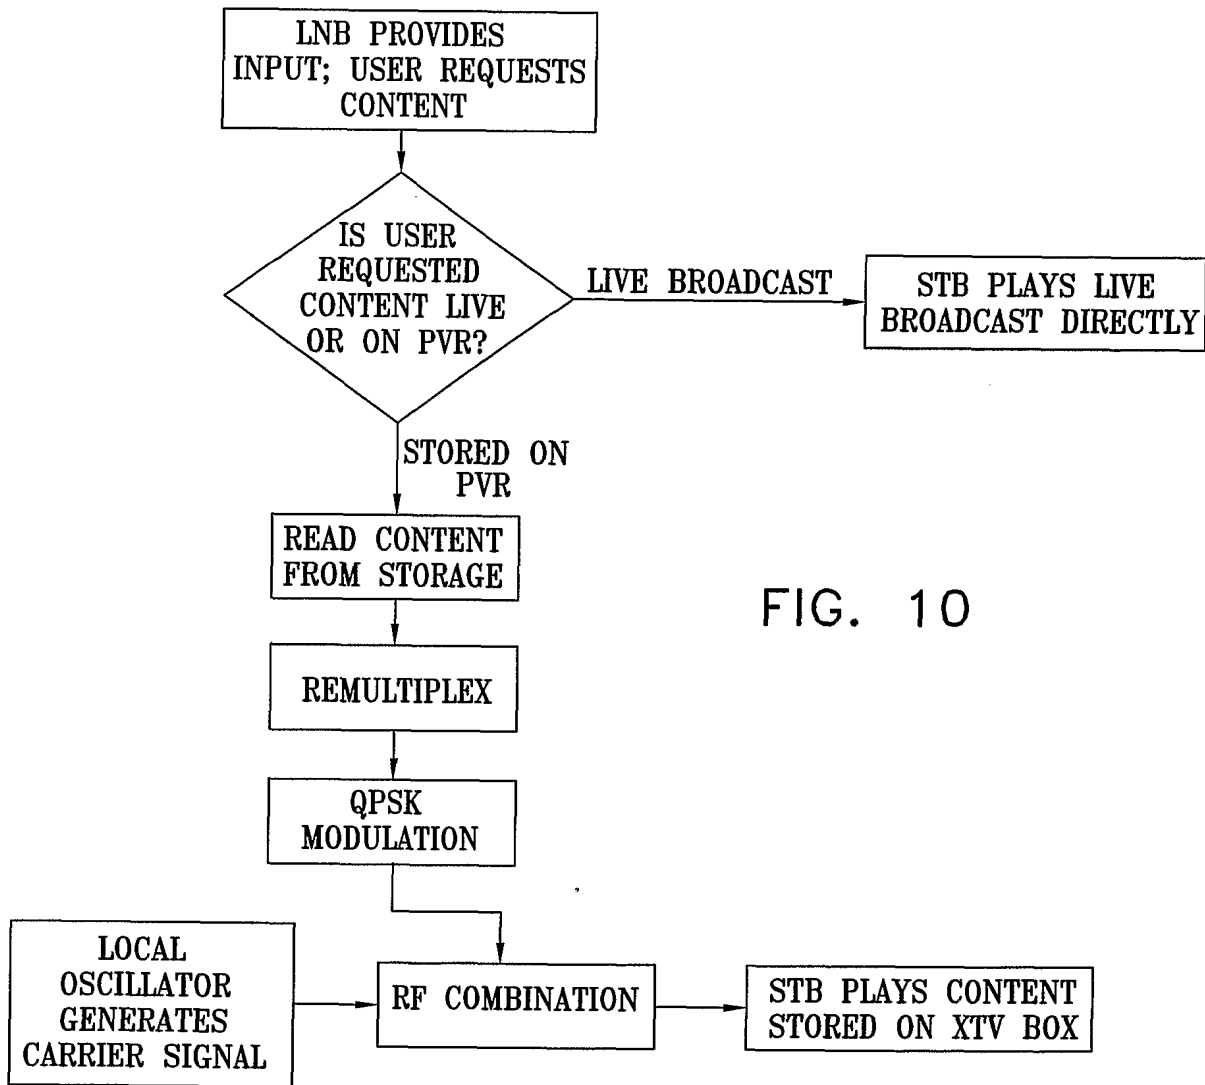 LNB PROVIDES
INPUT; USER REQUESTS
CONTENT
IS USER
REQUESTED
CONTENT LIVE
OR ON PVR?
LIVE BROADCAST
STB PLAYS LIVE
BROADCAST DIRECTLY
STORED ON
PVR
READ CONTENT
FROM STORAGE
FIG. 10
REMULTIPLEX
QPSK
MODULATION
LOCAL
OSCILLATOR
GENERATES
CARRIER SIGNAL
RF COMBINATION
STB PLAYS CONTENT
STORED ON XTV BOX